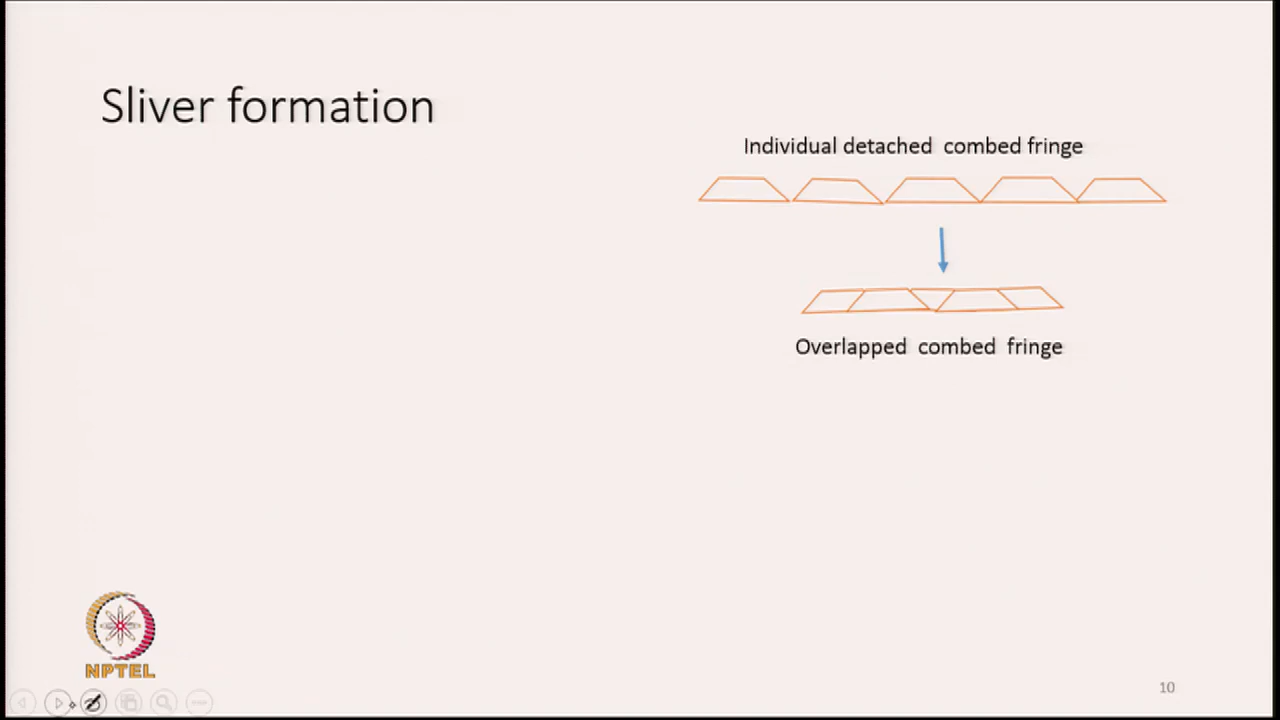 Sliver formation
Individual detached combed fringe
Overlapped combed fringe
NPTEL
10